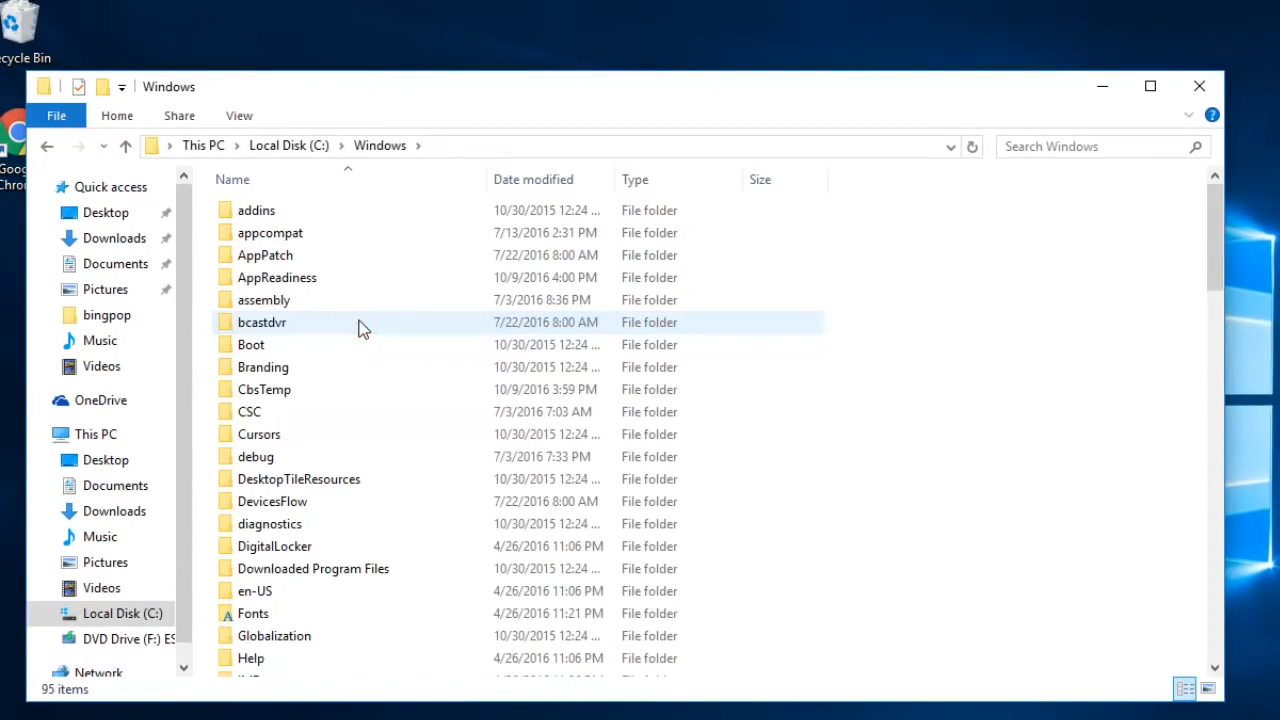 ecycle Bin
Goog
Chron
Windows
File Home Share View
This PC Local Disk (C:) Windows
Search Windows
Name Date modified Type Size
Quick access
Desktop
Downloads
Documents
Pictures
bingpop
Music
Videos
OneDrive
This PC
Desktop
Documents
Downloads
Music
Pictures
Videos
Local Disk (C:)
DVD Drive (F:) ES
Network
addins 10/30/2015 12:24 ... File folder
appcompat 7/13/2016 2:31 PM File folder
AppPatch 7/22/2016 8:00 AM File folder
AppReadiness 10/9/2016 4:00 PM File folder
assembly 7/3/2016 8:36 PM File folder
bcastdvr 7/22/2016 8:00 AM File folder
Boot 10/30/2015 12:24 ... File folder
Branding 10/30/2015 12:24 ... File folder
CbsTemp 10/9/2016 3:59 PM File folder
CSC 7/3/2016 7:03 AM File folder
Cursors 10/30/2015 12:24 ... File folder
debug 7/3/2016 7:33 PM File folder
DesktopTileResources 10/30/2015 12:24 ... File folder
DevicesFlow 7/22/2016 8:00 AM File folder
diagnostics 10/30/2015 12:24 ... File folder
DigitalLocker 4/26/2016 11:06 PM File folder
Downloaded Program Files 10/30/2015 12:24 ... File folder
en-US 4/26/2016 11:06 PM File folder
Fonts 4/26/2016 11:21 PM File folder
Globalization 10/30/2015 12:24 ... File folder
Help 4/26/2016 11:06 PM File folder
95 items